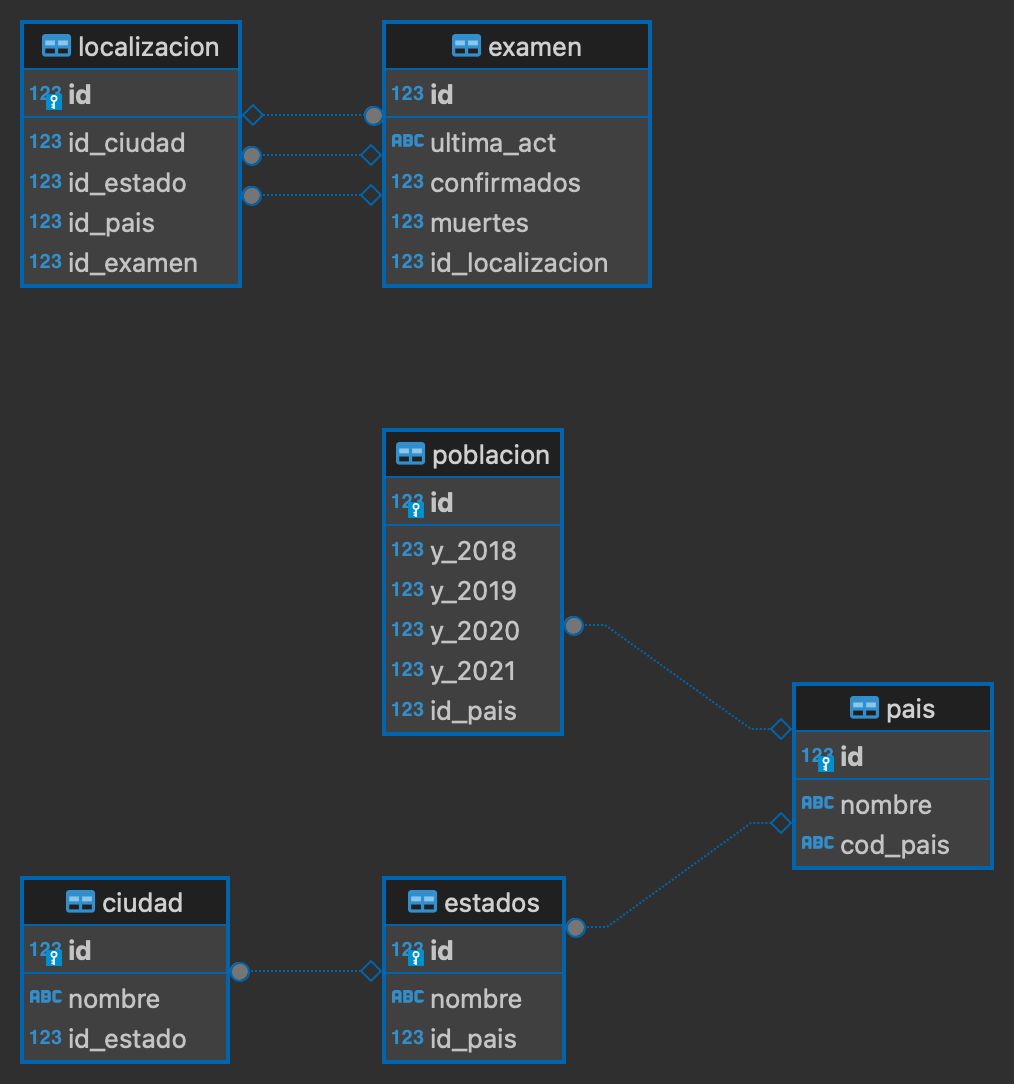 localizacion
123 id
123 id_ciudad
123 id_estado
123 id_pais
123 id_examen
examen
123 id
ABC ultima_act
123 confirmados
123 muertes
123 id_localizacion
poblacion
123 id
123 y_2018
123 y_2019
123 y_2020
123 y_2021
123 id_pais
pais
123 id
ABC nombre
ABC cod_pais
ciudad
123 id
ABC nombre
123 id_estado
estados
123 id
ABC nombre
123 id_pais